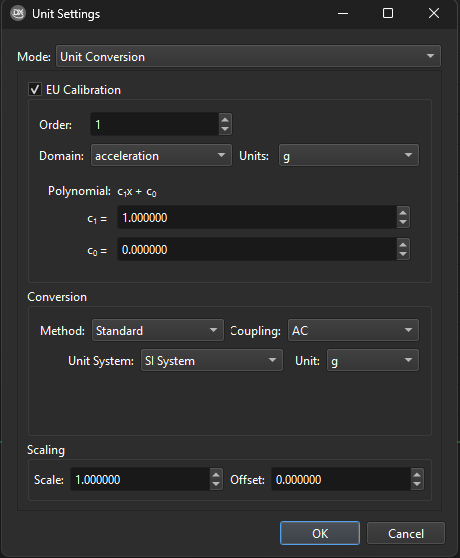 DX Unit Settings
Mode: Unit Conversion
EU Calibration
Order: 1
Domain: acceleration Units: g
Polynomial: c₁x + c₀
c₁ = 1.000000
c₀ = 0.000000
Conversion
Method: Standard Coupling: AC
Unit System: SI System Unit: g
Scaling
Scale: 1.000000 Offset: 0.000000
OK Cancel